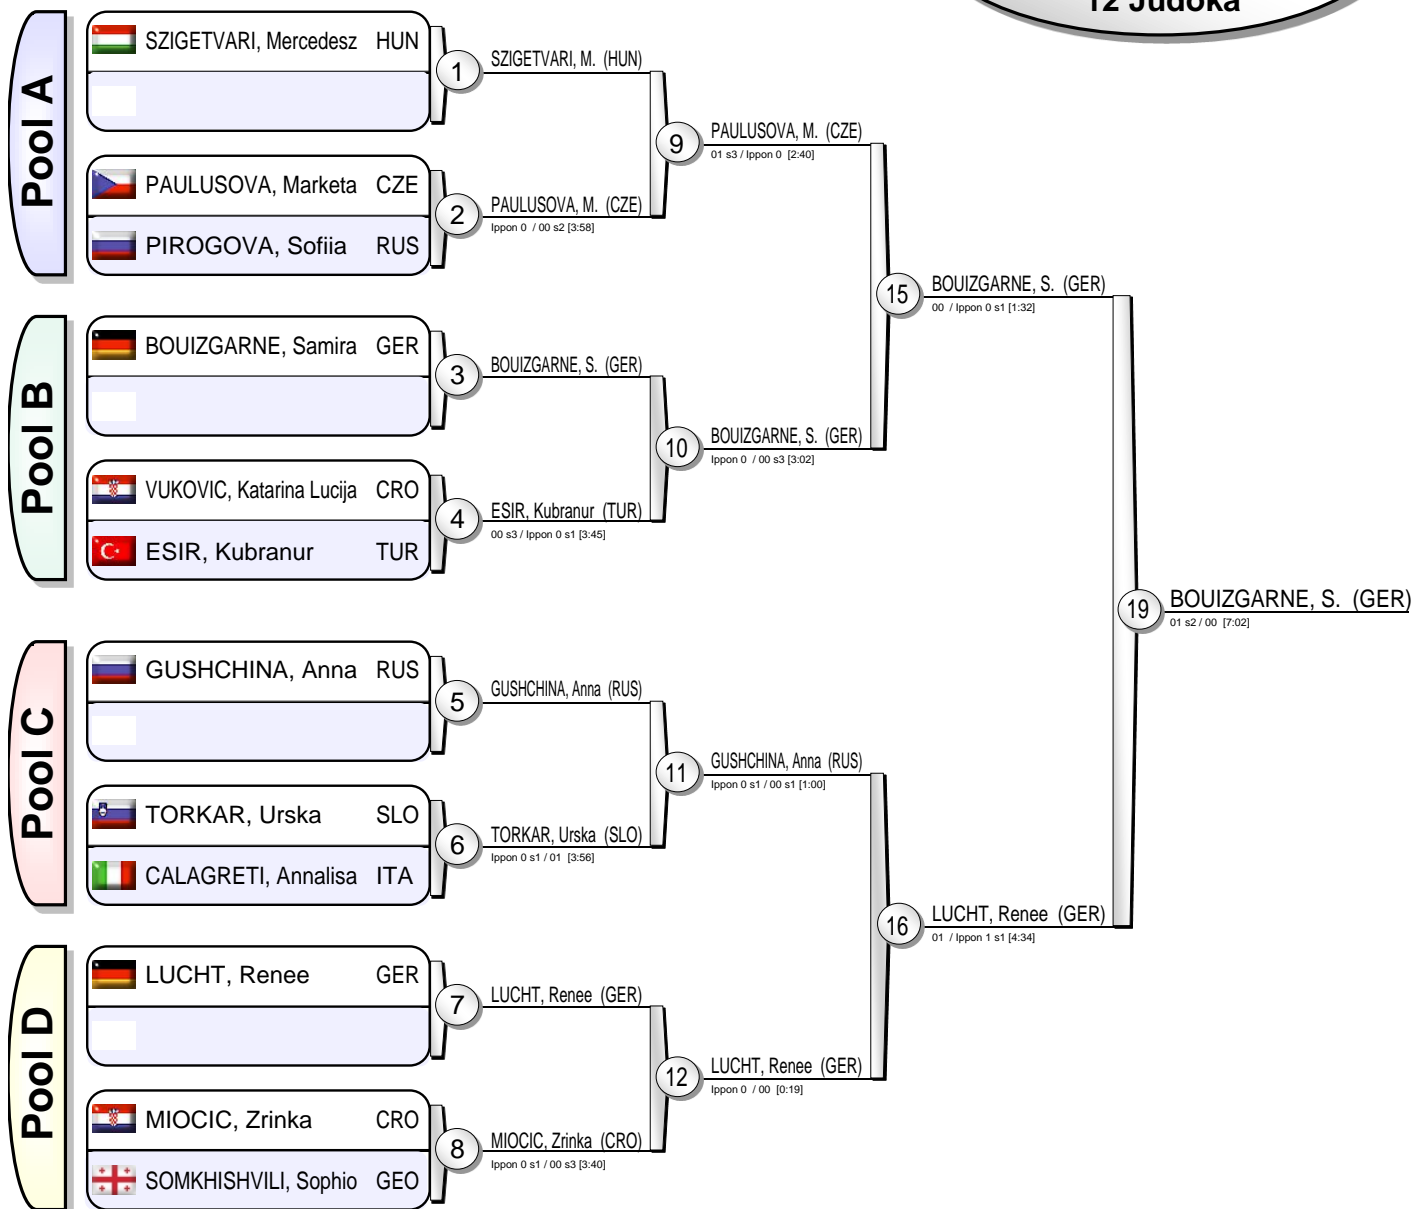 12 Judoka
Pool A
SZIGETVARI, Mercedesz HUN
PAULUSOVA, Marketa CZE
PIROGOVA, Sofiia RUS
Pool B
BOUIZGARNE, Samira GER
VUKOVIC, Katarina Lucija CRO
ESIR, Kubranur TUR
Pool C
GUSHCHINA, Anna RUS
TORKAR, Urska SLO
CALAGRETI, Annalisa ITA
Pool D
LUCHT, Renee GER
MIOCIC, Zrinka CRO
SOMKHISHVILI, Sophio GEO
1
SZIGETVARI, M. (HUN)
2
PAULUSOVA, M. (CZE)
Ippon 0 / 00 s2 [3:58]
3
BOUIZGARNE, S. (GER)
4
ESIR, Kubranur (TUR)
00 s3 / Ippon 0 s1 [3:45]
5
GUSHCHINA, Anna (RUS)
6
TORKAR, Urska (SLO)
Ippon 0 s1 / 01 [3:56]
7
LUCHT, Renee (GER)
8
MIOCIC, Zrinka (CRO)
Ippon 0 s1 / 00 s3 [3:40]
9
PAULUSOVA, M. (CZE)
01 s3 / Ippon 0 [2:40]
10
BOUIZGARNE, S. (GER)
Ippon 0 / 00 s3 [3:02]
11
GUSHCHINA, Anna (RUS)
Ippon 0 s1 / 00 s1 [1:00]
12
LUCHT, Renee (GER)
Ippon 0 / 00 [0:19]
15
BOUIZGARNE, S. (GER)
00 / Ippon 0 s1 [1:32]
16
LUCHT, Renee (GER)
01 / Ippon 1 s1 [4:34]
19
BOUIZGARNE, S. (GER)
01 s2 / 00 [7:02]